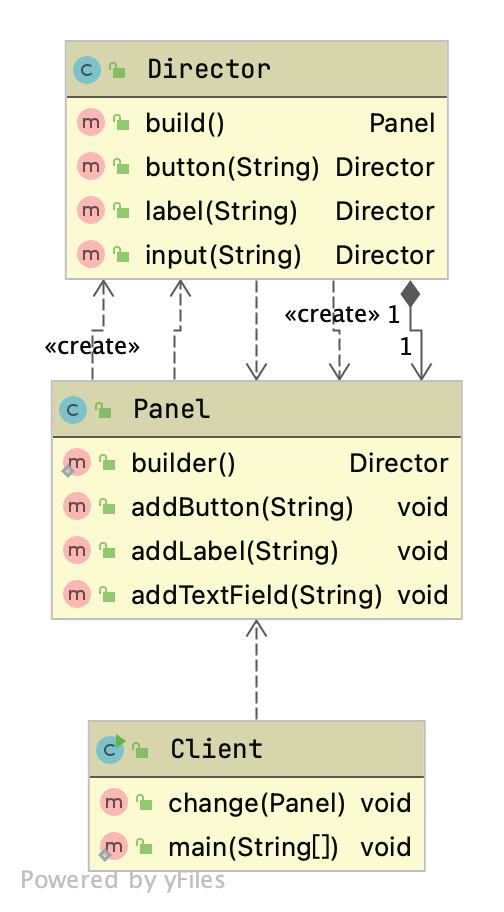 Director
build() Panel
button(String) Director
label(String) Director
input(String) Director
«create» 1
«create» 1
Panel
builder() Director
addButton(String) void
addLabel(String) void
addTextField(String) void
Client
change(Panel) void
main(String[]) void
Powered by yFiles